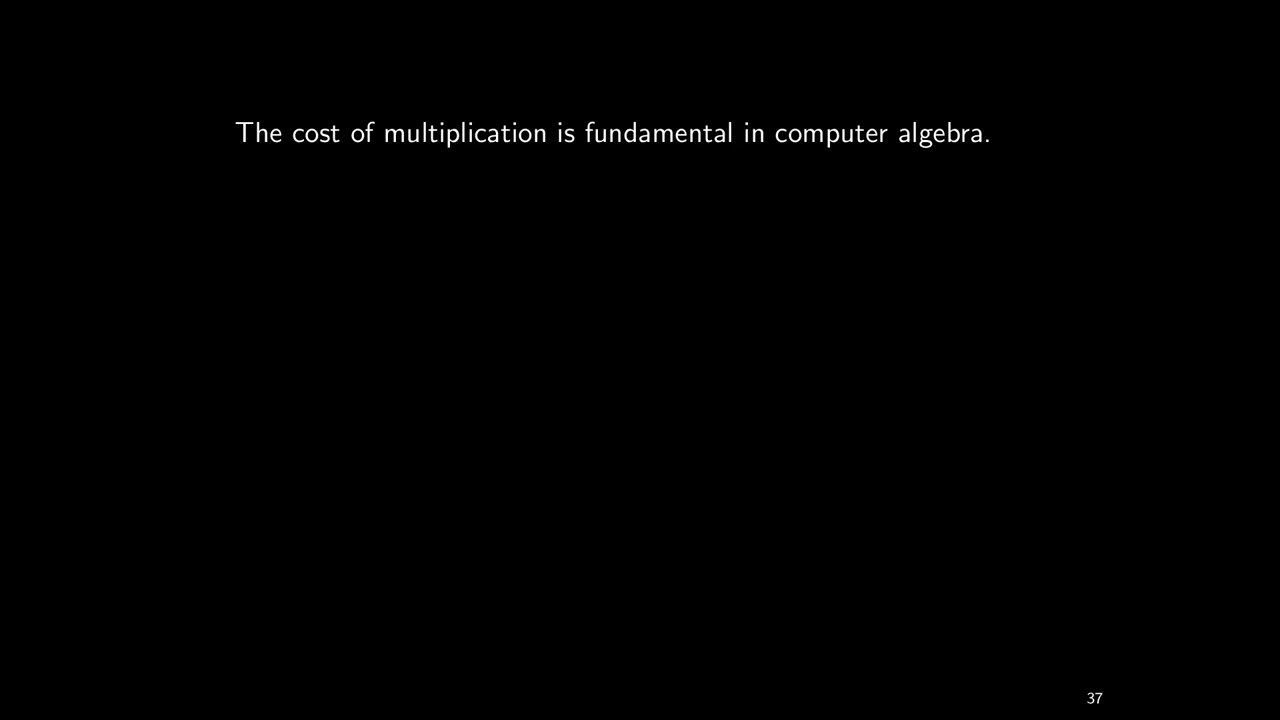 The cost of multiplication is fundamental in computer algebra.
37